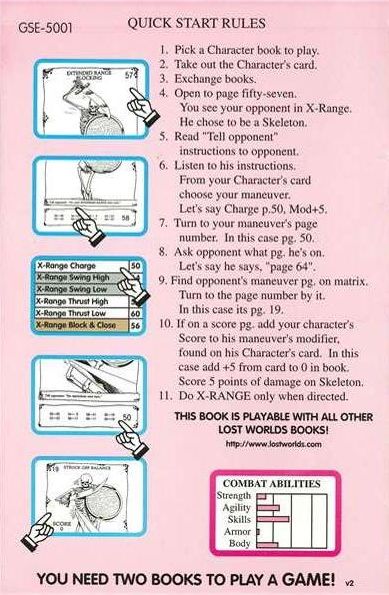 GSE-5001
QUICK START RULES
1. Pick a Character book to play.
2. Take out the Character's card.
3. Exchange books.
4. Open to page fifty-seven.
You see your opponent in X-Range.
He chose to be a Skeleton.
5. Read "Tell opponent"
instructions to opponent.
6. Listen to his instructions.
From your Character's card
choose your maneuver.
Let's say Charge p.50, Mod+5.
7. Turn to your maneuver's page
number. In this case pg. 50.
8. Ask opponent what pg. he's on.
Let's say he says, "page 64".
9. Find opponent's maneuver pg. on matrix.
Turn to the page number by it.
In this case its pg. 19.
10. If on a score pg. add your character's
Score to his maneuver's modifier,
found on his Character's card. In this
case add +5 from card to 0 in book.
Score 5 points of damage on Skeleton.
11. Do X-RANGE only when directed.
THIS BOOK IS PLAYABLE WITH ALL OTHER
LOST WORLDS BOOKS!
http://www.lostworlds.com
EXTENDED RANGE
BLOCKING
57
58
X-Range Charge 50
X-Range Swing High
X-Range Swing Low
X-Range Thrust High
X-Range Thrust Low 60
X-Range Block & Close 56
50
19
STRUCK OFF BALANCE
SCORE
0
COMBAT ABILITIES
Strength
Agility
Skills
Armor
Body
YOU NEED TWO BOOKS TO PLAY A GAME!
v2